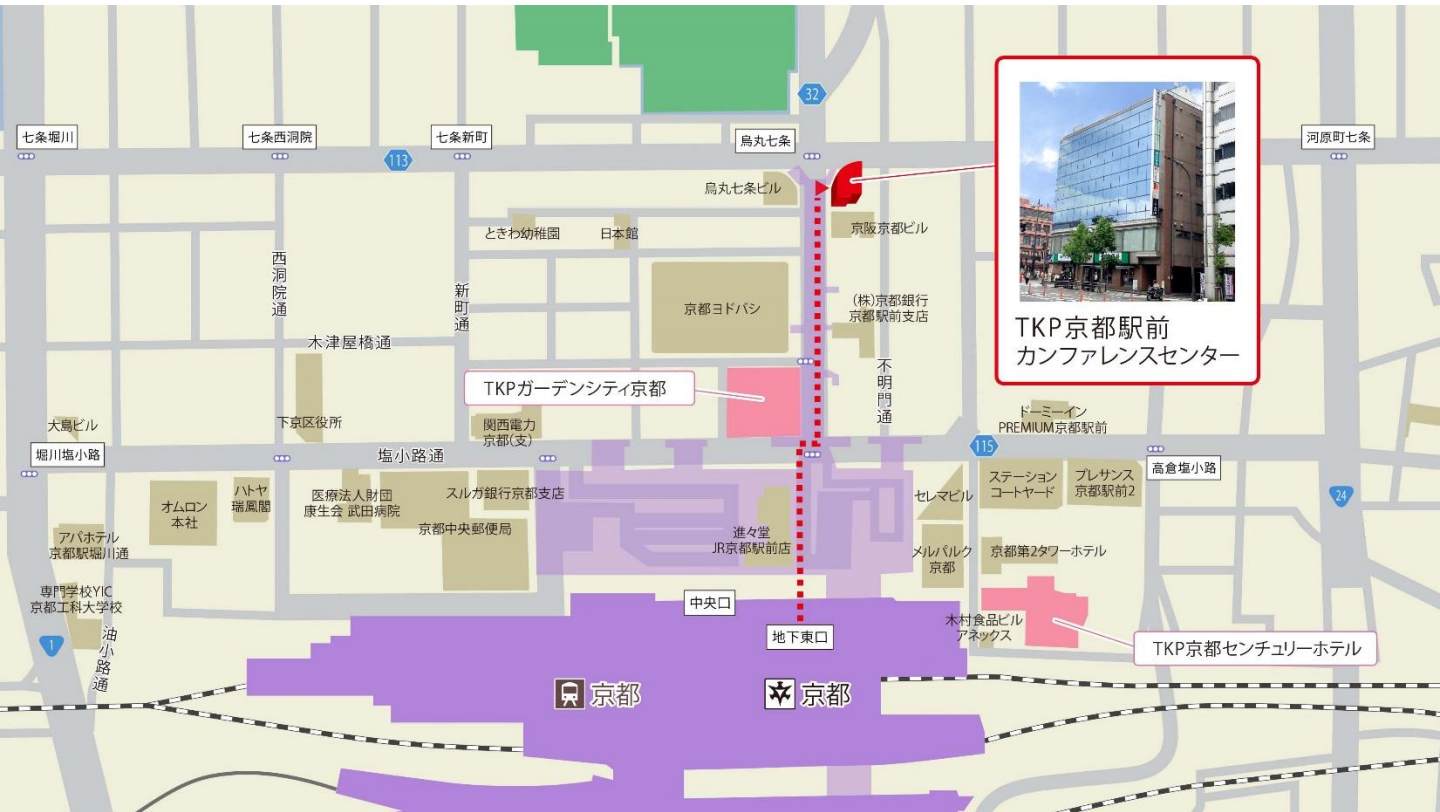 32
七条堀川
七条西洞院
七条新町
烏丸七条
河原町七条
113
烏丸七条ビル
ときわ幼稚園
日本館
京阪京都ビル
西洞院通
新町通
京都ヨドバシ
(株)京都銀行
京都駅前支店
TKP京都駅前
カンファレンスセンター
木津屋橋通
不明門通
TKPガーデンシティ京都
大島ビル
下京区役所
関西電力
京都(支)
ドーミーイン
PREMIUM京都駅前
堀川塩小路
塩小路通
115
高倉塩小路
オムロン
本社
ハトヤ
瑞鳳閣
医療法人財団
康生会 武田病院
スルガ銀行京都支店
京都中央郵便局
セレマビル
ステーション
コートヤード
プレサンス
京都駅前2
24
アパホテル
京都駅堀川通
進々堂
JR京都駅前店
メルパルク
京都
京都第2タワーホテル
専門学校YIC
京都工科大学校
中央口
地下東口
木村食品ビル
アネックス
TKP京都センチュリーホテル
1
油小路通
京都
京都